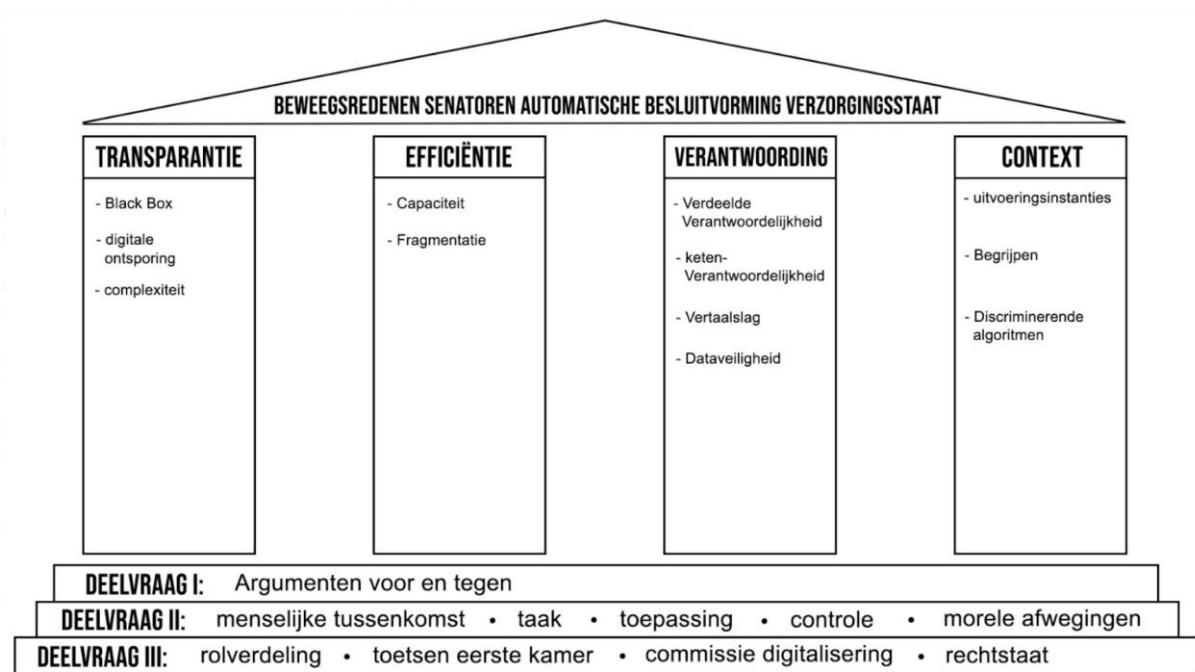 BEWEEGSREDENEN SENATOREN AUTOMATISCHE BESLUITVORMING VERZORGINGSSTAAT
TRANSPARANTIE
- Black Box
- digitale
ontsporing
- complexiteit
EFFICIËNTIE
- Capaciteit
- Fragmentatie
VERANTWOORDING
- Verdeelde
Verantwoordelijkheid
- keten-
Verantwoordelijkheid
- Vertaalslag
- Dataveiligheid
CONTEXT
- uitvoeringsinstanties
- Begrijpen
- Discriminerende
algoritmen
DEELVRAAG I: Argumenten voor en tegen
DEELVRAAG II: menselijke tussenkomst • taak • toepassing • controle • morele afwegingen
DEELVRAAG III: rolverdeling • toetsen eerste kamer • commissie digitalisering • rechtstaat